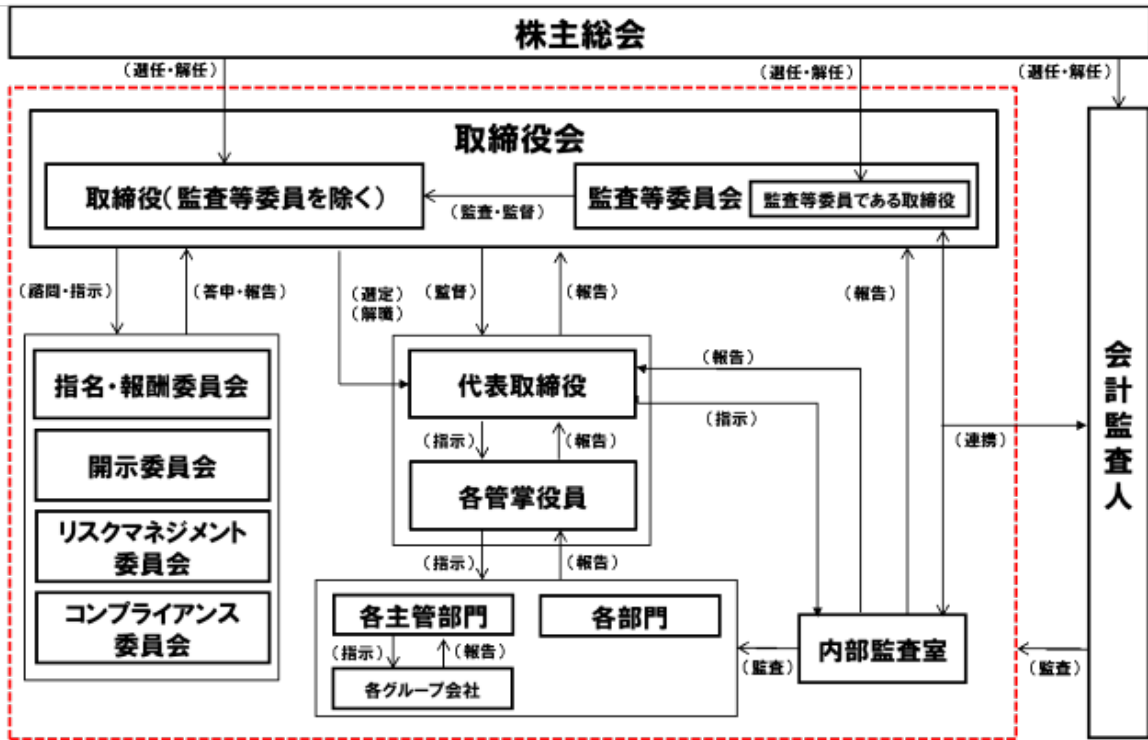 株主総会
(選任・解任)
(選任・解任)
(選任・解任)
取締役会
取締役(監査等委員を除く)
(監査・監督)
監査等委員会
監査等委員である取締役
(諮問・指示)
(答申・報告)
(選定)
(解職)
(監督)
(報告)
(報告)
指名・報酬委員会
開示委員会
リスクマネジメント
委員会
コンプライアンス
委員会
代表取締役
(指示)
(報告)
各管掌役員
(指示)
(報告)
(報告)
(指示)
(連携)
会計監査人
各主管部門
各部門
(指示)
(報告)
各グループ会社
(監査)
内部監査室
(監査)